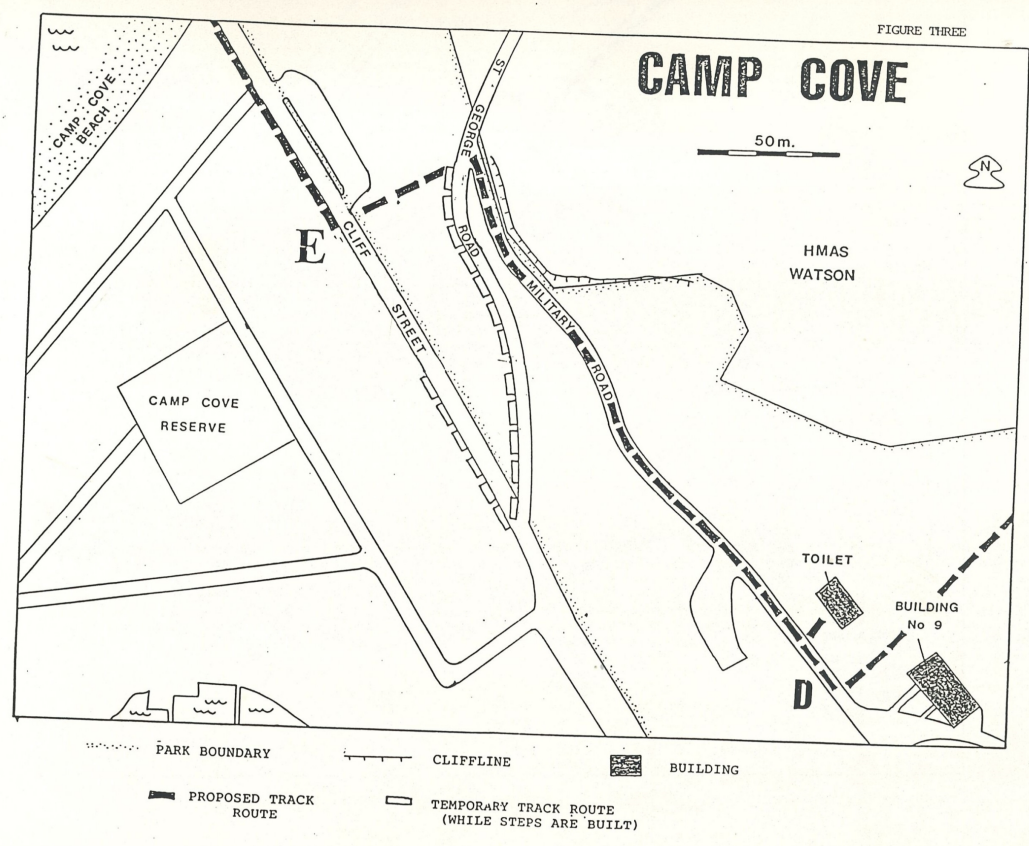 FIGURE THREE
CAMP COVE
50m.
N
CAMP COVE
BEACH
ST
GEORGE
ROAD
HMAS
WATSON
E
CLIFF
STREET
MILITARY
ROAD
CAMP COVE
RESERVE
TOILET
BUILDING
No 9
D
PARK BOUNDARY
CLIFFLINE
BUILDING
PROPOSED TRACK
ROUTE
TEMPORARY TRACK ROUTE
(WHILE STEPS ARE BUILT)